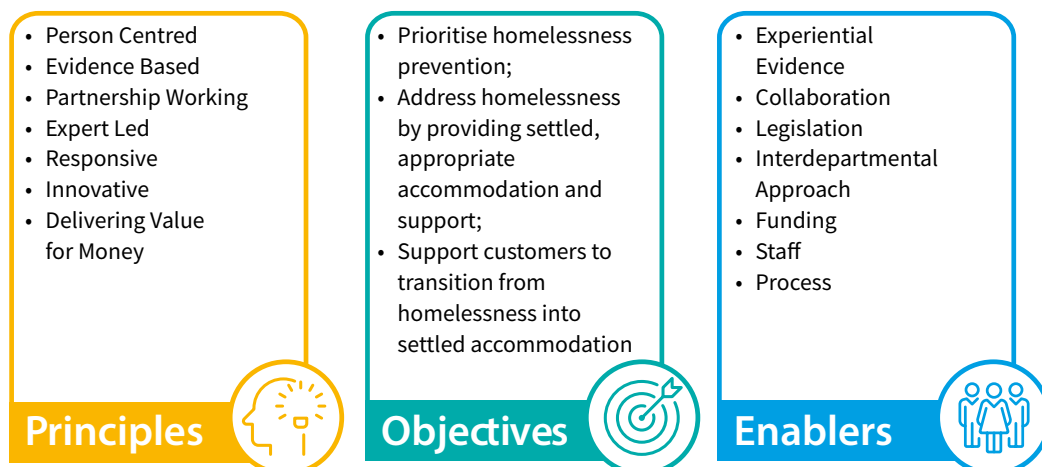 • Person Centred
• Evidence Based
• Partnership Working
• Expert Led
• Responsive
• Innovative
• Delivering Value
for Money
Principles
• Prioritise homelessness
prevention;
• Address homelessness
by providing settled,
appropriate
accommodation and
support;
• Support customers to
transition from
homelessness into
settled accommodation
Objectives
• Experiential
Evidence
• Collaboration
• Legislation
• Interdepartmental
Approach
• Funding
• Staff
• Process
Enablers